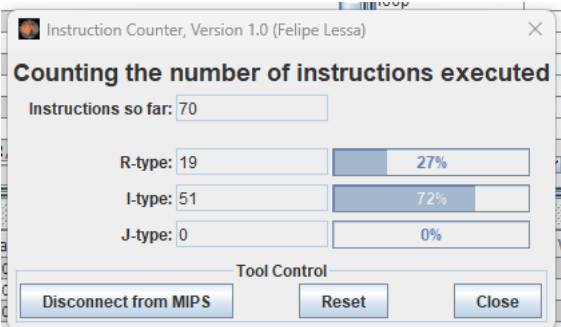 loop
Instruction Counter, Version 1.0 (Felipe Lessa)
Counting the number of instructions executed
Instructions so far: 70
R-type: 19 27%
I-type: 51 72%
J-type: 0 0%
Tool Control
Disconnect from MIPS Reset Close